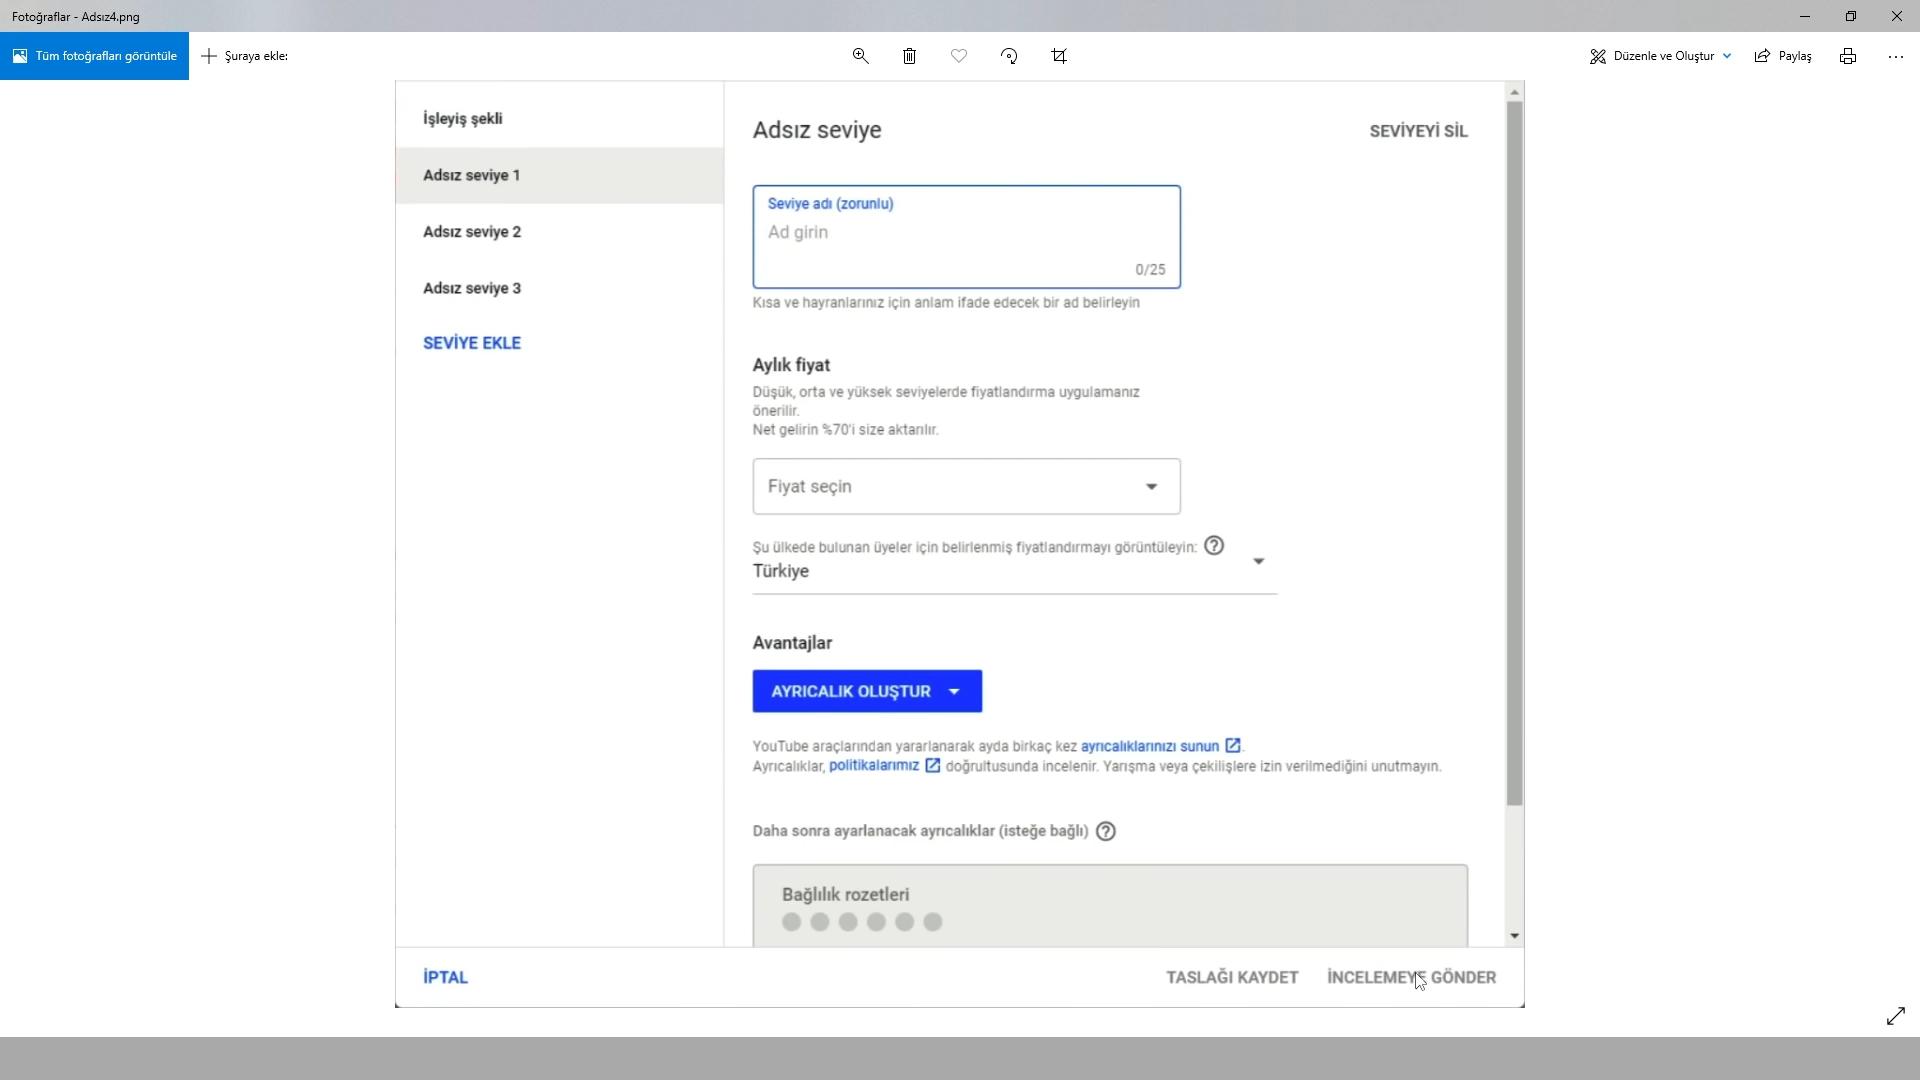 Fotoğraflar - Adsız4.png
Tüm fotoğrafları görüntüle
Şuraya ekle:
Düzenle ve Oluştur
Paylaş
İşleyiş şekli
Adsız seviye 1
Adsız seviye 2
Adsız seviye 3
SEVİYE EKLE
Adsız seviye
SEVİYEYİ SİL
Seviye adı (zorunlu)
Ad girin
0/25
Kısa ve hayranlarınız için anlam ifade edecek bir ad belirleyin
Aylık fiyat
Düşük, orta ve yüksek seviyelerde fiyatlandırma uygulamanız
önerilir.
Net gelirin %70'i size aktarılır.
Fiyat seçin
Şu ülkede bulunan üyeler için belirlenmiş fiyatlandırmayı görüntüleyin:
Türkiye
Avantajlar
AYRICALIK OLUŞTUR
YouTube araçlarından yararlanarak ayda birkaç kez ayrıcalıklarınızı sunun.
Ayrıcalıklar, politikalarımız doğrultusunda incelenir. Yarışma veya çekilişlere izin verilmediğini unutmayın.
Daha sonra ayarlanacak ayrıcalıklar (isteğe bağlı)
Bağlılık rozetleri
İPTAL
TASLAĞI KAYDET
İNCELEMEYE GÖNDER